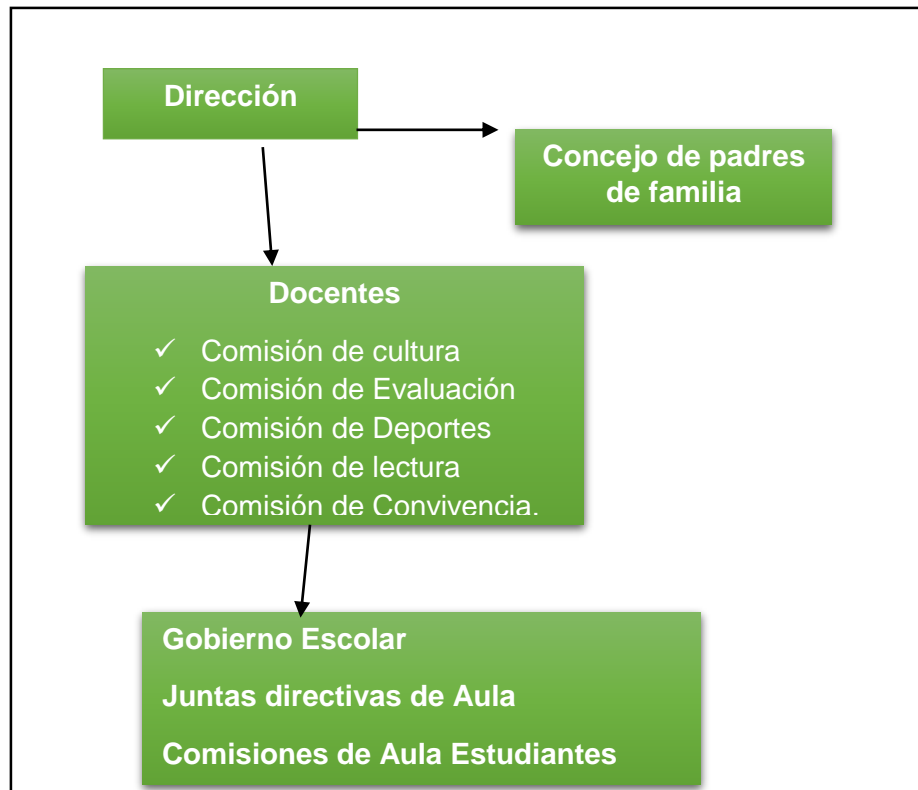 Dirección
Concejo de padres
de familia
Docentes
✓ Comisión de cultura
✓ Comisión de Evaluación
✓ Comisión de Deportes
✓ Comisión de lectura
✓ Comisión de Convivencia.
Gobierno Escolar
Juntas directivas de Aula
Comisiones de Aula Estudiantes